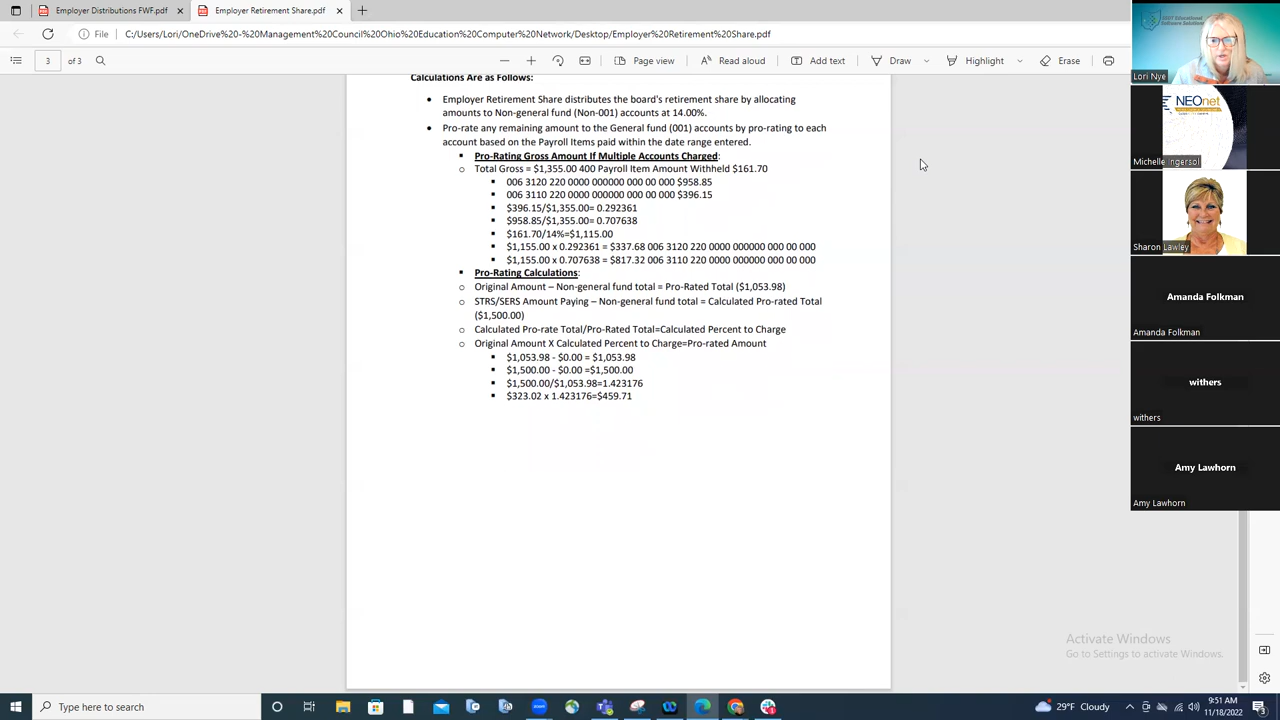 Employer Distributions FWF.pdf
Employer Retirement Share.pdf
File
C:/Users/Lori/OneDrive%20-%20Management%20Council%20Ohio%20Education%20Computer%20Network/Desktop/Employer%20Retirement%20Share.pdf
3 of 3
Page view
Read aloud
Add text
Draw
Highlight
Erase
Calculations Are as Follows:
• Employer Retirement Share distributes the board's retirement share by allocating
amounts to Non-general fund (Non-001) accounts at 14.00%.
• Pro-rate any remaining amount to the General fund (001) accounts by pro-rating to each
account based on the Payroll Items paid within the date range entered.
▪ Pro-Rating Gross Amount If Multiple Accounts Charged:
o Total Gross = $1,355.00 400 Payroll Item Amount Withheld $161.70
▪ 006 3120 220 0000 000000 000 00 000 $958.85
▪ 006 3110 220 0000 000000 000 00 000 $396.15
▪ $396.15/$1,355.00= 0.292361
▪ $958.85/$1,355.00= 0.707638
▪ $161.70/14%=$1,115.00
▪ $1,155.00 x 0.292361 = $337.68 006 3120 220 0000 000000 000 00 000
▪ $1,155.00 x 0.707638 = $817.32 006 3110 220 0000 000000 000 00 000
▪ Pro-Rating Calculations:
o Original Amount – Non-general fund total = Pro-Rated Total ($1,053.98)
o STRS/SERS Amount Paying – Non-general fund total = Calculated Pro-rated Total
($1,500.00)
o Calculated Pro-rate Total/Pro-Rated Total=Calculated Percent to Charge
o Original Amount X Calculated Percent to Charge=Pro-rated Amount
▪ $1,053.98 - $0.00 = $1,053.98
▪ $1,500.00 - $0.00 =$1,500.00
▪ $1,500.00/$1,053.98=1.423176
▪ $323.02 x 1.423176=$459.71
Lori Nye
NEOnet
Michelle Ingersol
Sharon Lawley
Amanda Folkman
Amanda Folkman
withers
withers
Amy Lawhorn
Amy Lawhorn
Activate Windows
Go to Settings to activate Windows.
Type here to search
29°F Cloudy
9:51 AM
11/18/2022